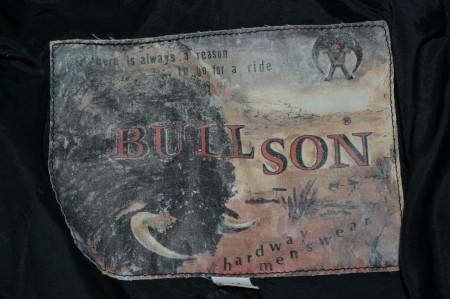 there is always a reason
to go for a ride
BULLSON®
hardway
menswear